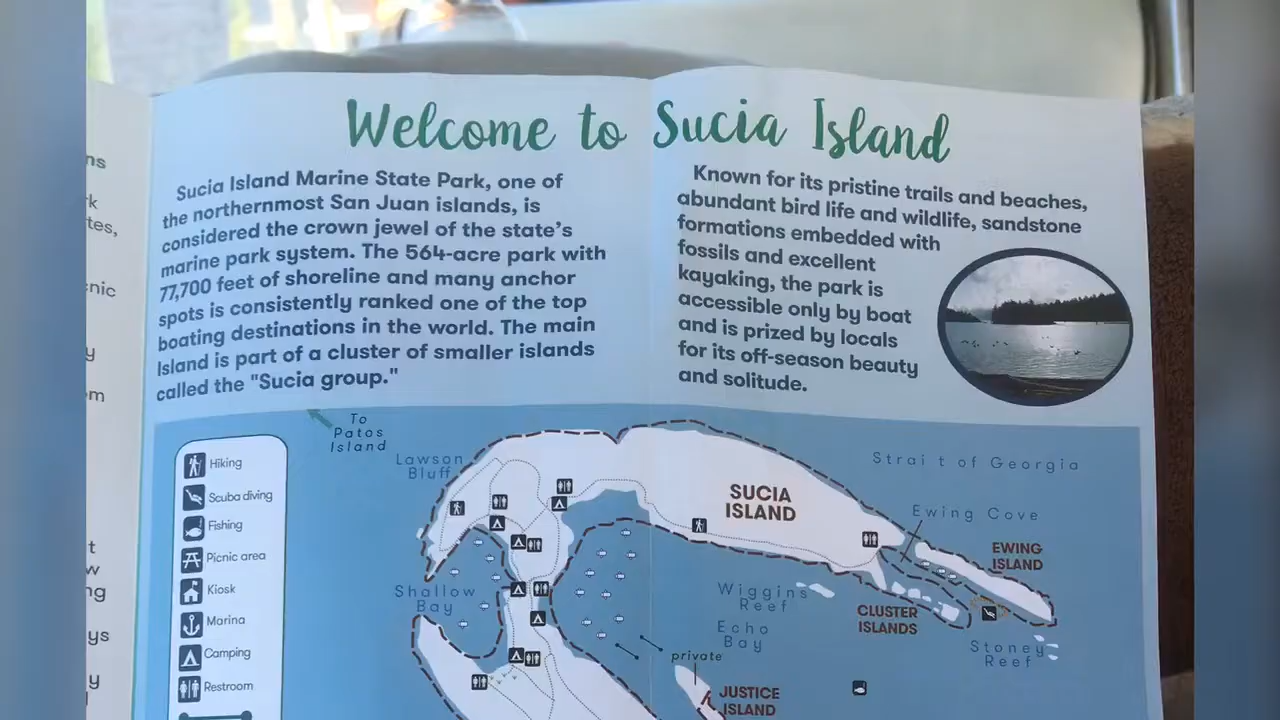 Welcome to Sucia Island
Sucia Island Marine State Park, one of
the northernmost San Juan islands, is
considered the crown jewel of the state's
marine park system. The 564-acre park with
77,700 feet of shoreline and many anchor
spots is consistently ranked one of the top
boating destinations in the world. The main
island is part of a cluster of smaller islands
called the "Sucia group."
Known for its pristine trails and beaches,
abundant bird life and wildlife, sandstone
formations embedded with
fossils and excellent
kayaking, the park is
accessible only by boat
and is prized by locals
for its off-season beauty
and solitude.
To
Patos
Island
Lawson
Bluff
Strait of Georgia
Hiking
Scuba diving
Fishing
Picnic area
Kiosk
Marina
Camping
Restroom
SUCIA
ISLAND
Ewing Cove
EWING
ISLAND
Shallow
Bay
Wiggins
Reef
CLUSTER
ISLANDS
Echo
Bay
Stoney
Reef
private
JUSTICE
ISLAND
ns
rk
tes,
nic
y
om
t
w
ng
ys
y